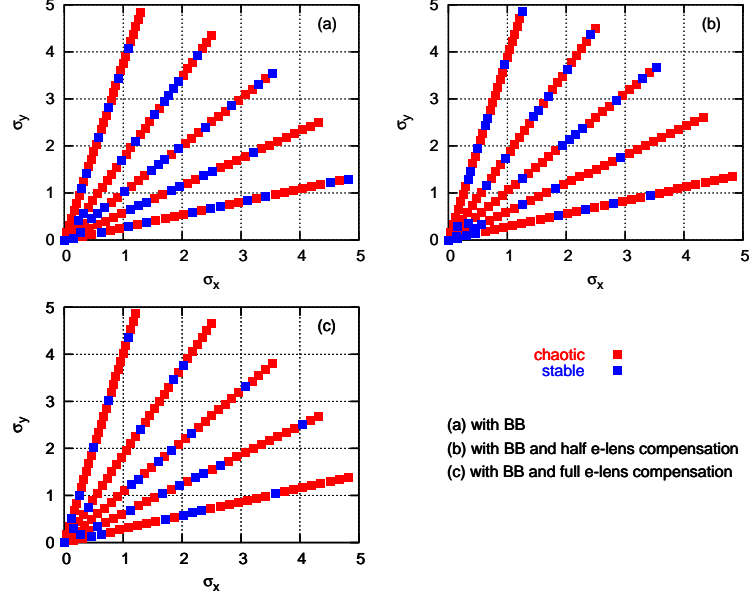 (a)
5
4
3
2
1
0
σy
0 1 2 3 4 5
σx
(b)
5
4
3
2
1
0
σy
0 1 2 3 4 5
σx
(c)
5
4
3
2
1
0
σy
0 1 2 3 4 5
σx
chaotic
stable
(a) with BB
(b) with BB and half e-lens compensation
(c) with BB and full e-lens compensation